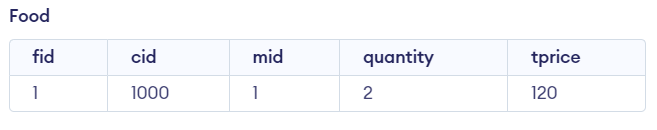 Food
fid cid mid quantity tprice
1 1000 1 2 120